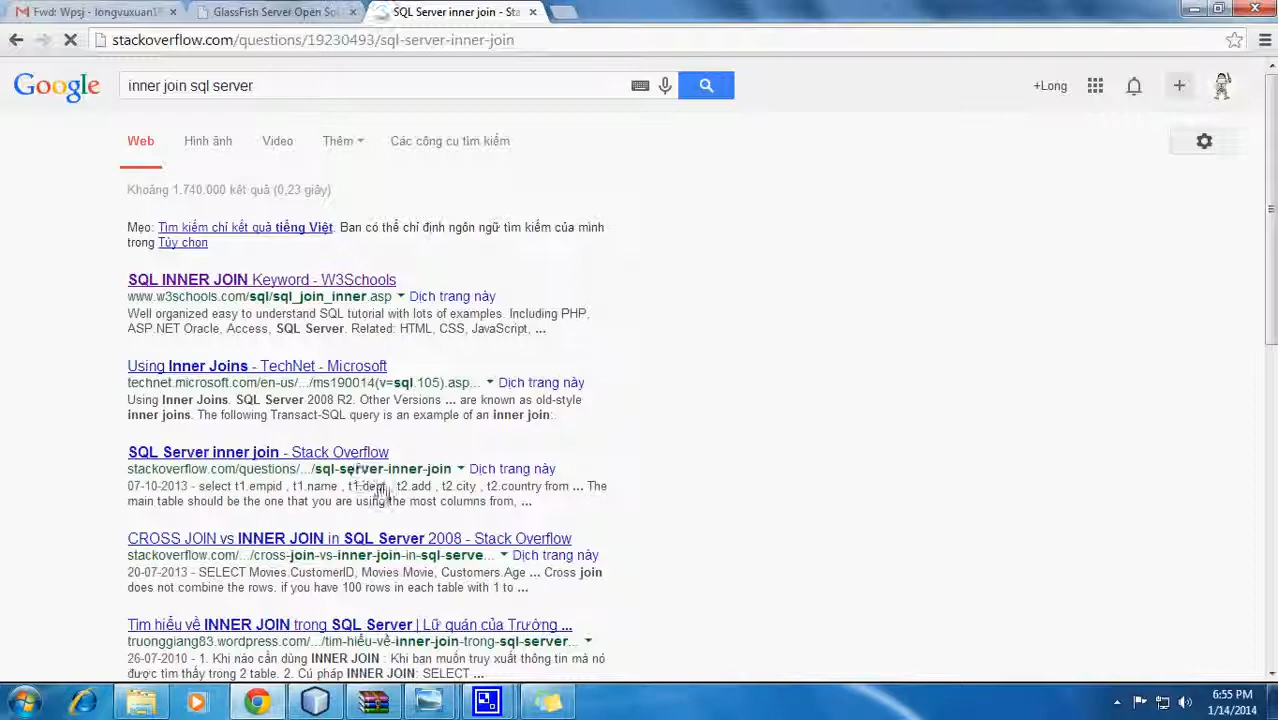 Fwd: Wpsj - longvuxuan1
GlassFish Server Open So
SQL Server inner join - Sta
stackoverflow.com/questions/19230493/sql-server-inner-join
Google
inner join sql server
+Long
Web Hình ảnh Video Thêm Các công cụ tìm kiếm
Khoảng 1.740.000 kết quả (0,23 giây)
Mẹo: Tìm kiếm chỉ kết quả tiếng Việt. Bạn có thể chỉ định ngôn ngữ tìm kiếm của mình
trong Tùy chọn
SQL INNER JOIN Keyword - W3Schools
www.w3schools.com/sql/sql_join_inner.asp Dịch trang này
Well organized easy to understand SQL tutorial with lots of examples. Including PHP,
ASP.NET Oracle, Access, SQL Server. Related: HTML, CSS, JavaScript, ...
Using Inner Joins - TechNet - Microsoft
technet.microsoft.com/en-us/.../ms190014(v=sql.105).asp... Dịch trang này
Using Inner Joins. SQL Server 2008 R2. Other Versions ... are known as old-style
inner joins. The following Transact-SQL query is an example of an inner join:.
SQL Server inner join - Stack Overflow
stackoverflow.com/questions/.../sql-server-inner-join Dịch trang này
07-10-2013 - select t1.empid , t1.name , t1.dept , t2.add , t2.city , t2.country from ... The
main table should be the one that you are using the most columns from, ...
CROSS JOIN vs INNER JOIN in SQL Server 2008 - Stack Overflow
stackoverflow.com/.../cross-join-vs-inner-join-in-sql-serve... Dịch trang này
20-07-2013 - SELECT Movies.CustomerID, Movies.Movie, Customers.Age ... Cross join
does not combine the rows. if you have 100 rows in each table with 1 to ...
Tìm hiểu về INNER JOIN trong SQL Server | Lữ quán của Trường ...
truonggiang83.wordpress.com/.../tim-hiểu-về-inner-join-trong-sql-server...
26-07-2010 - 1. Khi nào cần dùng INNER JOIN : Khi bạn muốn truy xuất thông tin mà nó
được tìm thấy trong 2 table. 2. Cú pháp INNER JOIN: SELECT ...
6:55 PM
1/14/2014